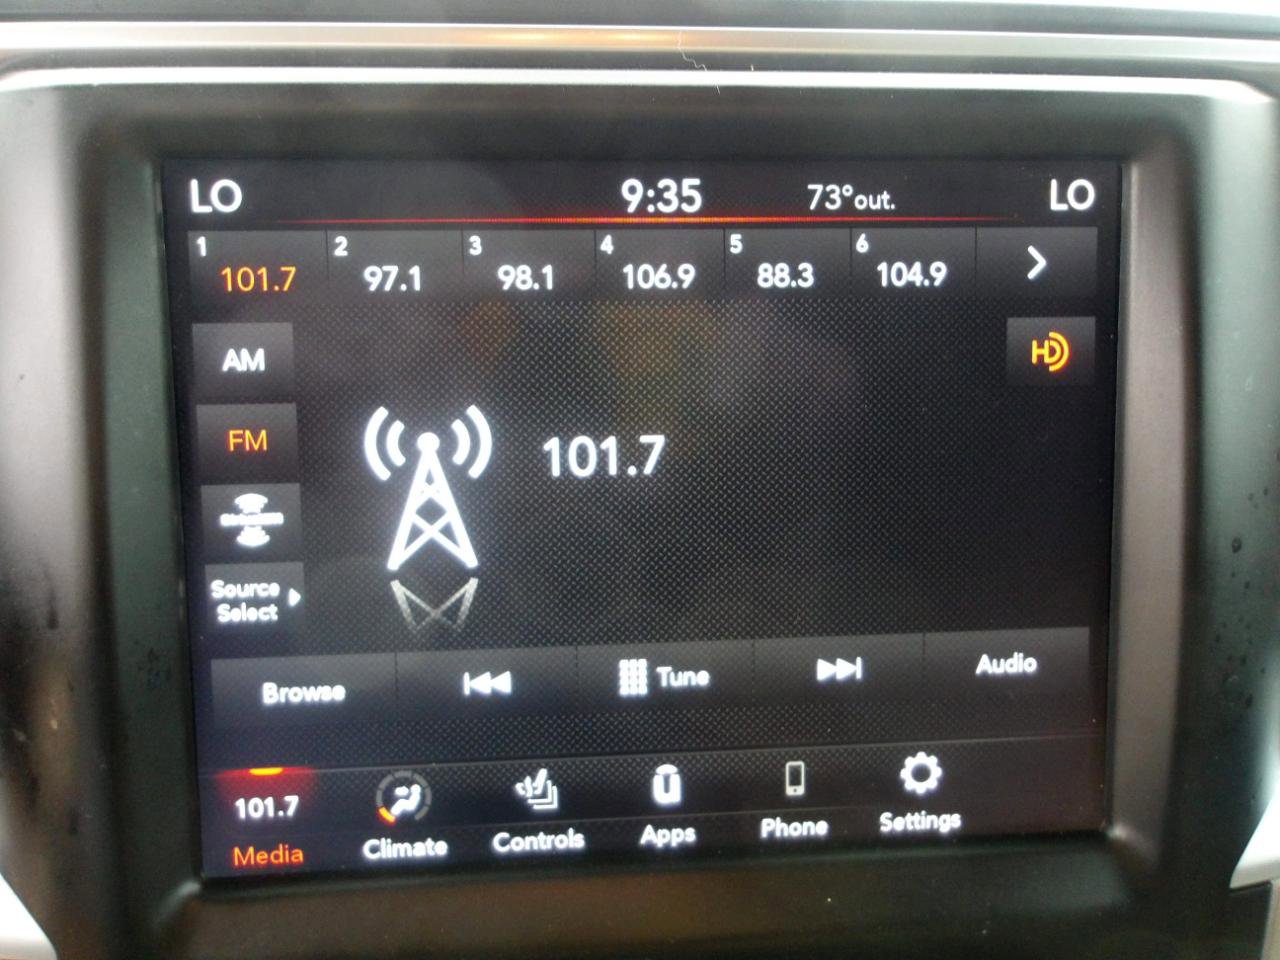 LO 9:35 73°out. LO
1 2 3 4 5 6
101.7 97.1 98.1 106.9 88.3 104.9
AM
HD
FM
101.7
Source
Select
Browse Tune Audio
101.7
Media Climate Controls Apps Phone Settings